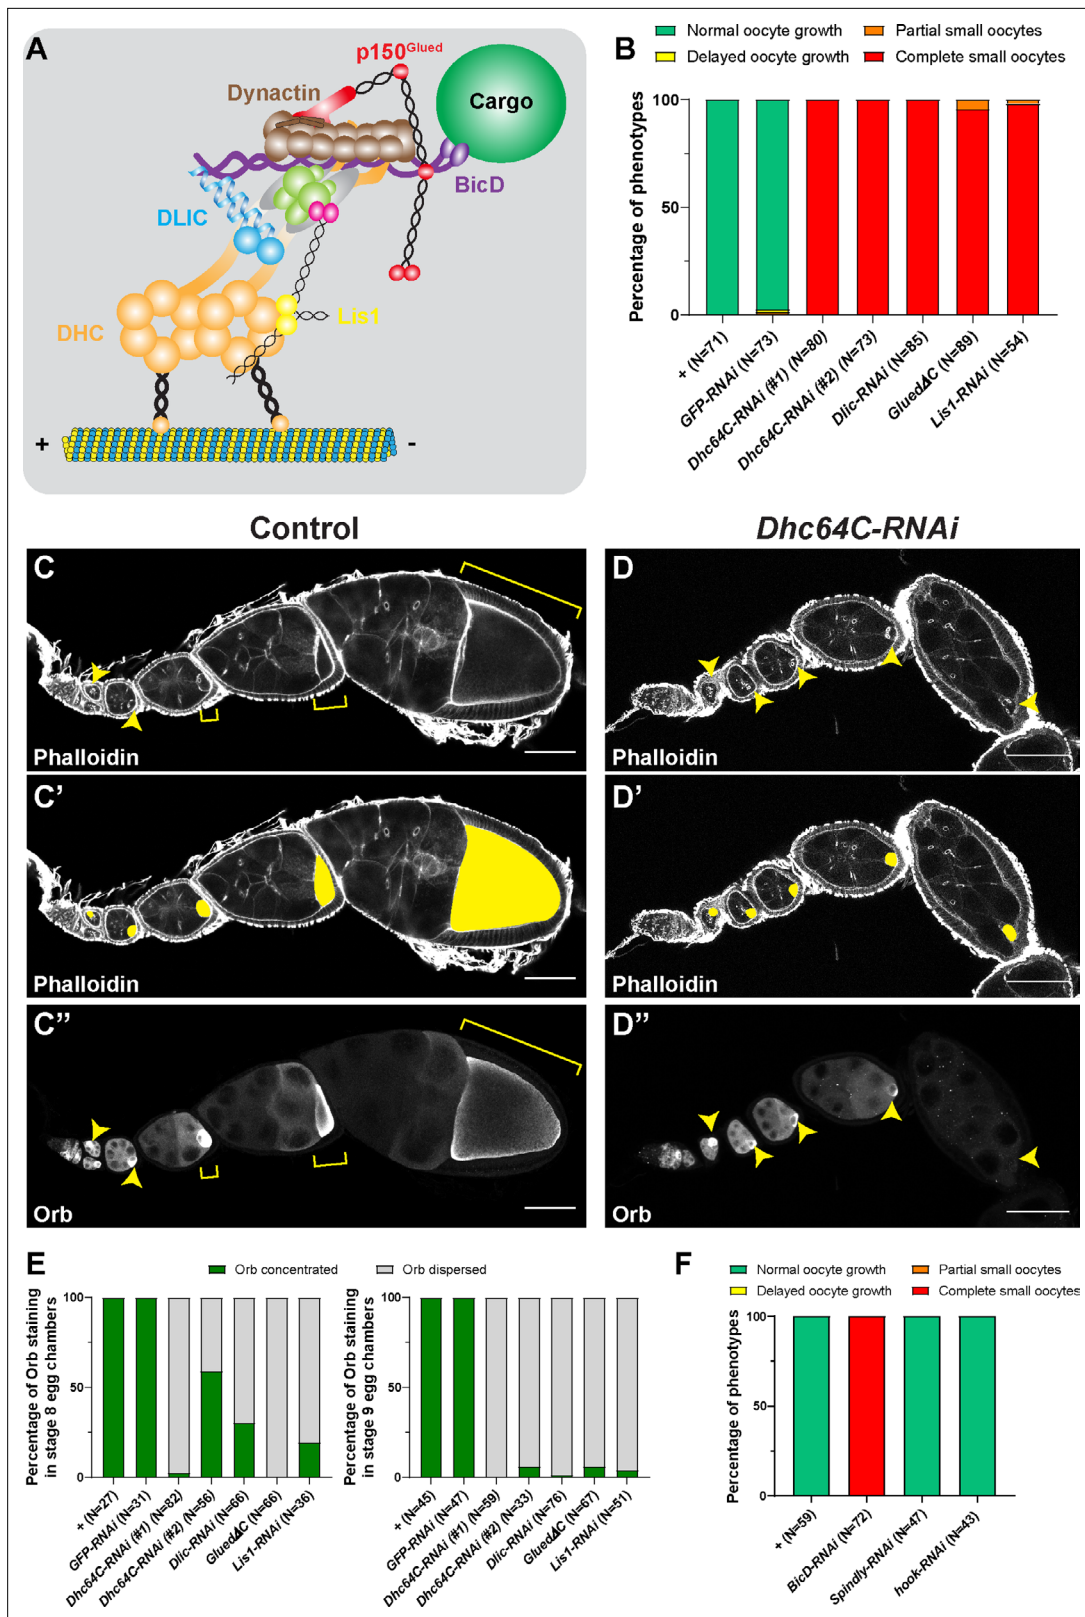 A
p150Glued
Dynactin
Cargo
BicD
DLIC
Lis1
DHC
+
-
B
Normal oocyte growth
Partial small oocytes
Delayed oocyte growth
Complete small oocytes
Percentage of phenotypes
100
50
0
+ (N=71)
GFP-RNAi (N=73)
Dhc64C-RNAi (#1) (N=80)
Dhc64C-RNAi (#2) (N=73)
Dlic-RNAi (N=85)
GluedΔC (N=89)
Lis1-RNAi (N=54)
Control
Dhc64C-RNAi
C
Phalloidin
D
Phalloidin
C'
Phalloidin
D'
Phalloidin
C''
Orb
D''
Orb
E
Orb concentrated
Orb dispersed
Percentage of Orb staining
in stage 8 egg chambers
100
50
0
+ (N=27)
GFP-RNAi (N=31)
Dhc64C-RNAi (#1) (N=82)
Dhc64C-RNAi (#2) (N=56)
Dlic-RNAi (N=66)
GluedΔC (N=66)
Lis1-RNAi (N=36)
Percentage of Orb staining
in stage 9 egg chambers
100
50
0
+ (N=45)
GFP-RNAi (N=47)
Dhc64C-RNAi (#1) (N=59)
Dhc64C-RNAi (#2) (N=33)
Dlic-RNAi (N=76)
GluedΔC (N=67)
Lis1-RNAi (N=51)
F
Normal oocyte growth
Partial small oocytes
Delayed oocyte growth
Complete small oocytes
Percentage of phenotypes
100
50
0
+ (N=59)
BicD-RNAi (N=72)
Spindly-RNAi (N=47)
hook-RNAi (N=43)